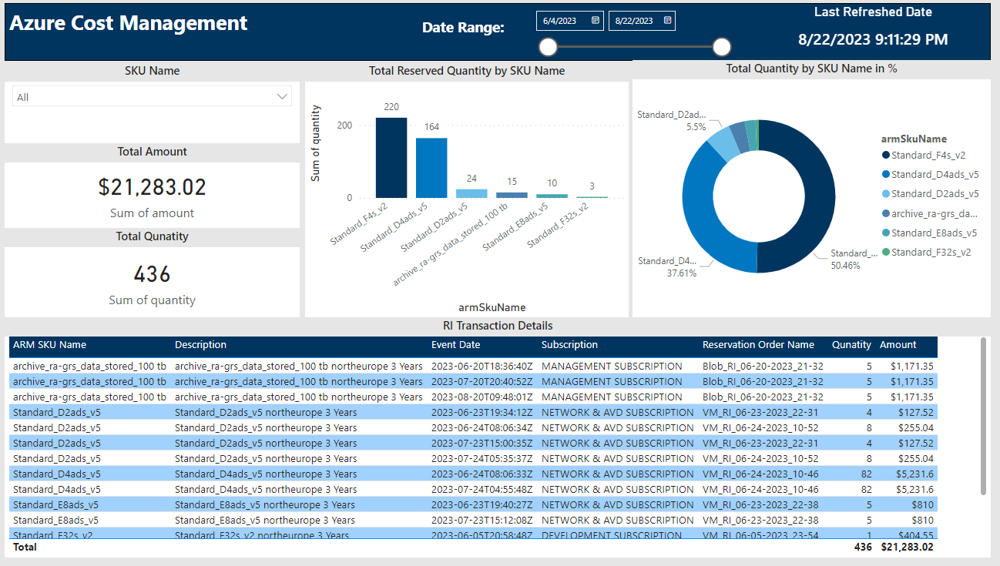 Azure Cost Management
Date Range:
6/4/2023
8/22/2023
Last Refreshed Date
8/22/2023 9:11:29 PM
SKU Name
All
Total Amount
$21,283.02
Sum of amount
Total Qunatity
436
Sum of quantity
Total Reserved Quantity by SKU Name
Sum of quantity
200
0
220
164
24
15
10
3
Standard_F4s_v2
Standard_D4ads_v5
Standard_D2ads_v5
archive_ra-grs_data_stored_100 tb
Standard_E8ads_v5
Standard_F32s_v2
armSkuName
Total Quantity by SKU Name in %
Standard_D2ad...
5.5%
Standard_D4...
37.61%
Standard_...
50.46%
armSkuName
Standard_F4s_v2
Standard_D4ads_v5
Standard_D2ads_v5
archive_ra-grs_da...
Standard_E8ads_v5
Standard_F32s_v2
RI Transaction Details
ARM SKU Name Description Event Date Subscription Reservation Order Name Qunatity Amount
archive_ra-grs_data_stored_100 tb archive_ra-grs_data_stored_100 tb northeurope 3 Years 2023-06-20T18:36:40Z MANAGEMENT SUBSCRIPTION Blob_RI_06-20-2023_21-32 5 $1,171.35
archive_ra-grs_data_stored_100 tb archive_ra-grs_data_stored_100 tb northeurope 3 Years 2023-07-20T20:40:52Z MANAGEMENT SUBSCRIPTION Blob_RI_06-20-2023_21-32 5 $1,171.35
archive_ra-grs_data_stored_100 tb archive_ra-grs_data_stored_100 tb northeurope 3 Years 2023-08-20T09:48:01Z MANAGEMENT SUBSCRIPTION Blob_RI_06-20-2023_21-32 5 $1,171.35
Standard_D2ads_v5 Standard_D2ads_v5 northeurope 3 Years 2023-06-23T19:34:12Z NETWORK & AVD SUBSCRIPTION VM_RI_06-23-2023_22-31 4 $127.52
Standard_D2ads_v5 Standard_D2ads_v5 northeurope 3 Years 2023-06-24T08:06:34Z NETWORK & AVD SUBSCRIPTION VM_RI_06-24-2023_10-52 8 $255.04
Standard_D2ads_v5 Standard_D2ads_v5 northeurope 3 Years 2023-07-23T15:00:35Z NETWORK & AVD SUBSCRIPTION VM_RI_06-23-2023_22-31 4 $127.52
Standard_D2ads_v5 Standard_D2ads_v5 northeurope 3 Years 2023-07-24T05:35:37Z NETWORK & AVD SUBSCRIPTION VM_RI_06-24-2023_10-52 8 $255.04
Standard_D4ads_v5 Standard_D4ads_v5 northeurope 3 Years 2023-06-24T08:06:33Z NETWORK & AVD SUBSCRIPTION VM_RI_06-24-2023_10-46 82 $5,231.6
Standard_D4ads_v5 Standard_D4ads_v5 northeurope 3 Years 2023-07-24T04:55:48Z NETWORK & AVD SUBSCRIPTION VM_RI_06-24-2023_10-46 82 $5,231.6
Standard_E8ads_v5 Standard_E8ads_v5 northeurope 3 Years 2023-06-23T19:40:27Z NETWORK & AVD SUBSCRIPTION VM_RI_06-23-2023_22-38 5 $810
Standard_E8ads_v5 Standard_E8ads_v5 northeurope 3 Years 2023-07-23T15:12:08Z NETWORK & AVD SUBSCRIPTION VM_RI_06-23-2023_22-38 5 $810
Standard_F32s_v2 Standard_F32s_v2 northeurope 3 Years 2023-06-05T20:58:48Z DEVELOPMENT SUBSCRIPTION VM_RI_06-05-2023_23-54 1 $404.55
Total 436 $21,283.02